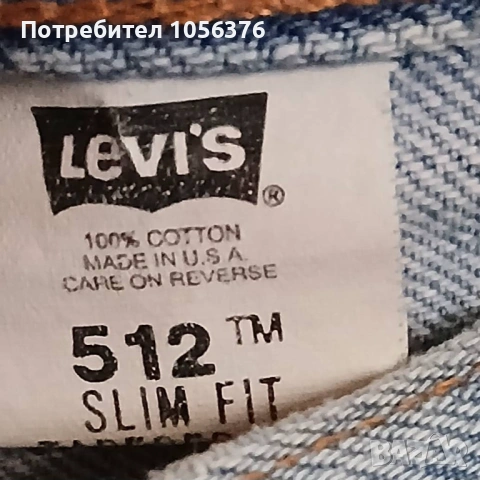 Потребител 1056376
LEVI'S
®
100% COTTON
MADE IN U.S.A.
CARE ON REVERSE
512 ™
SLIM FIT